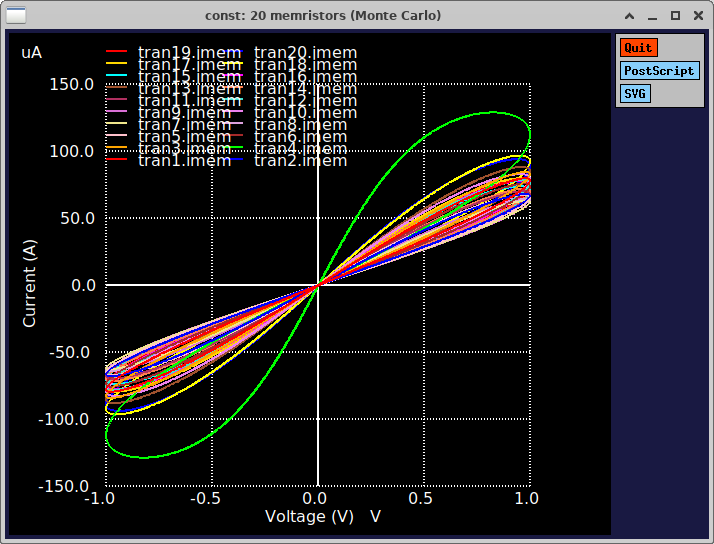 const: 20 memristors (Monte Carlo)
Quit
PostScript
SVG
uA
tran19.imem tran20.imem
tran17.imem tran18.imem
tran15.imem tran16.imem
tran13.imem tran14.imem
tran11.imem tran12.imem
tran9.imem tran10.imem
tran7.imem tran8.imem
tran5.imem tran6.imem
tran3.imem tran4.imem
tran1.imem tran2.imem
150.0
100.0
50.0
0.0
-50.0
-100.0
-150.0
Current (A)
-1.0 -0.5 0.0 0.5 1.0
Voltage (V) V